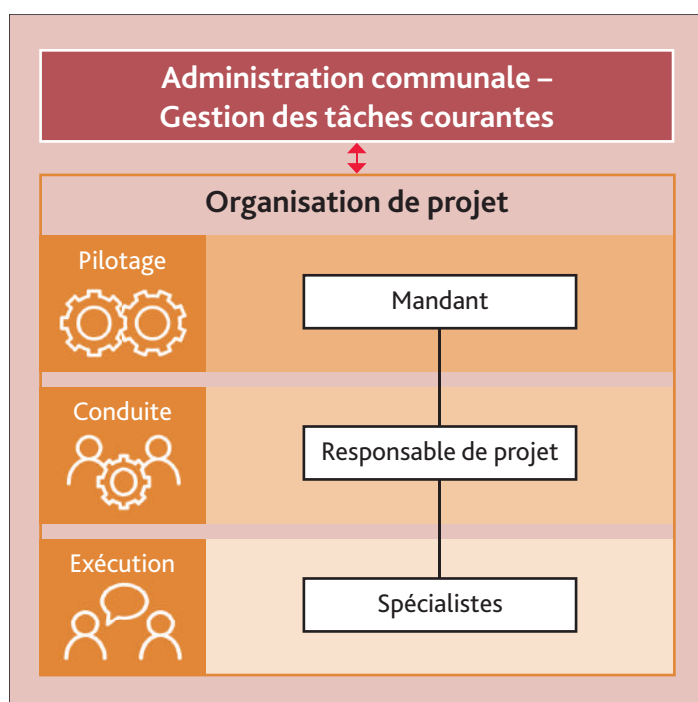 Administration communale –
Gestion des tâches courantes
Organisation de projet
Pilotage
Mandant
Conduite
Responsable de projet
Exécution
Spécialistes